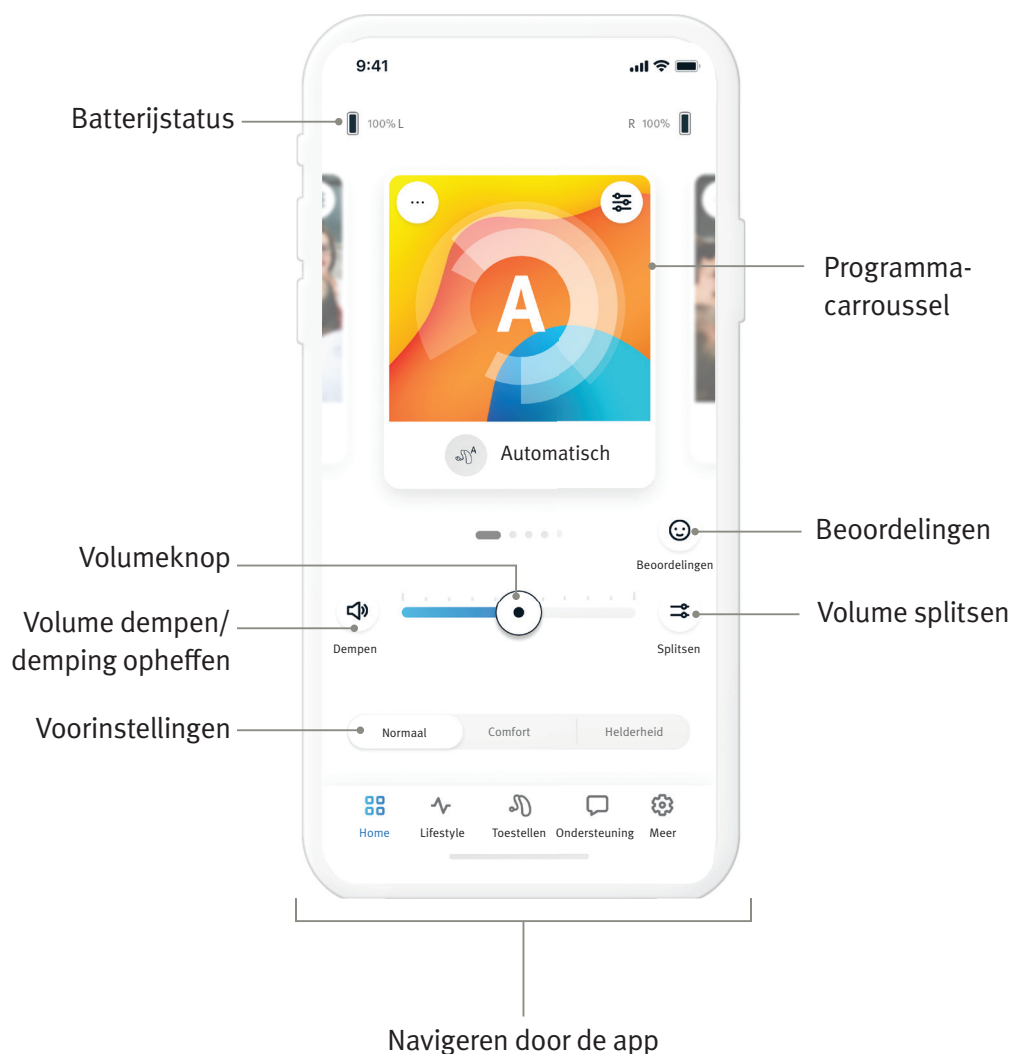 9:41
Batterijstatus
100% L
R 100%
...
A
Programma-
carroussel
A
Automatisch
Beoordelingen
Beoordelingen
Volumeknop
Volume dempen/
demping opheffen
Dempen
Volume splitsen
Splitsen
Voorinstellingen
Normaal
Comfort
Helderheid
Home
Lifestyle
Toestellen
Ondersteuning
Meer
Navigeren door de app